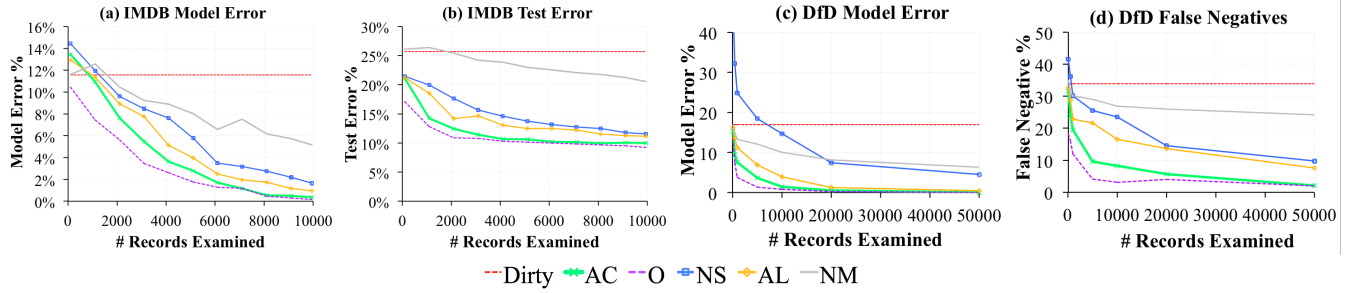 (a) IMDB Model Error
16%
14%
12%
10%
8%
6%
4%
2%
0%
Model Error %
0 2000 4000 6000 8000 10000
# Records Examined
(b) IMDB Test Error
30%
25%
20%
15%
10%
5%
0%
Test Error %
0 2000 4000 6000 8000 10000
# Records Examined
(c) DfD Model Error
40
30
20
10
0
Model Error %
0 10000 20000 30000 40000 50000
# Records Examined
(d) DfD False Negatives
50
40
30
20
10
0
False Negative %
0 10000 20000 30000 40000 50000
# Records Examined
Dirty AC O NS AL NM